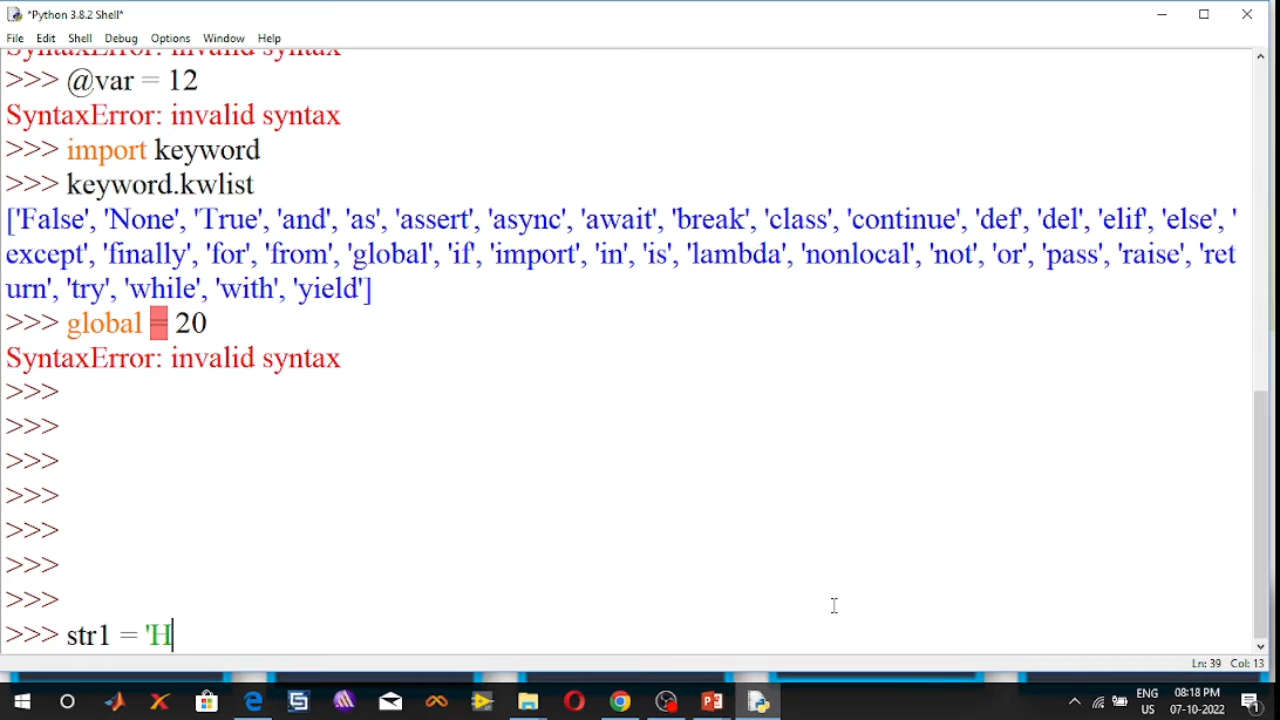 *Python 3.8.2 Shell*
File Edit Shell Debug Options Window Help
SyntaxError: invalid syntax
>>> @var = 12
SyntaxError: invalid syntax
>>> import keyword
>>> keyword.kwlist
['False', 'None', 'True', 'and', 'as', 'assert', 'async', 'await', 'break', 'class', 'continue', 'def', 'del', 'elif', 'else', '
except', 'finally', 'for', 'from', 'global', 'if', 'import', 'in', 'is', 'lambda', 'nonlocal', 'not', 'or', 'pass', 'raise', 'ret
urn', 'try', 'while', 'with', 'yield']
>>> global = 20
SyntaxError: invalid syntax
>>>
>>>
>>>
>>>
>>>
>>>
>>>
>>> str1 = 'H
Ln: 39 Col: 13
ENG 08:18 PM
US 07-10-2022